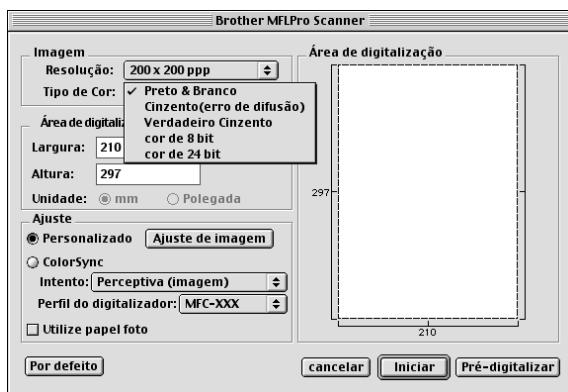 Brother MFLPro Scanner
Imagem
Resolução: 200 x 200 ppp
Tipo de Cor: ✓ Preto & Branco
Cinzento(erro de difusão)
Verdadeiro Cinzento
cor de 8 bit
cor de 24 bit
Área de digitaliz
Largura: 210
Altura: 297
Unidade: mm Polegada
Ajuste
Personalizado Ajuste de imagem
ColorSync
Intento: Perceptiva (imagem)
Perfil do digitalizador: MFC-XXX
Utilize papel foto
Área de digitalização
297
210
Por defeito cancelar Iniciar Pré-digitalizar